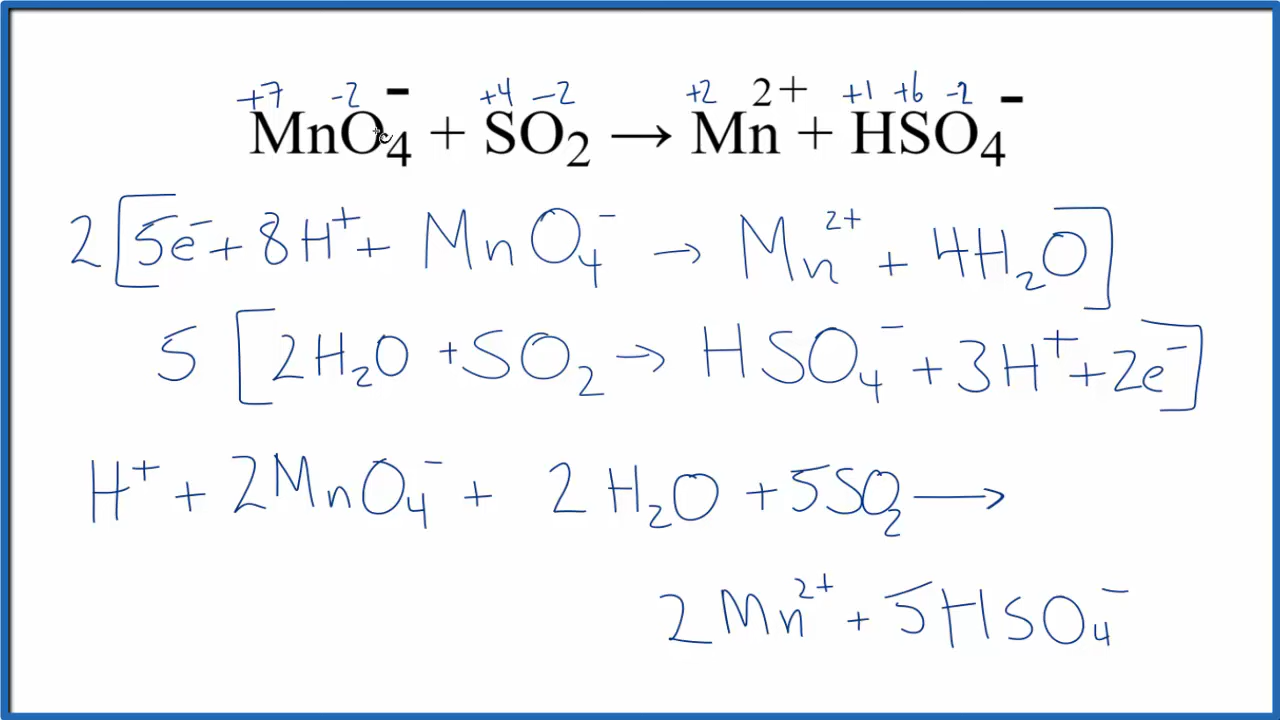 +7 -2 +4 -2 +2 +1 +6 -2
MnO₄⁻ + SO₂ → Mn²⁺ + HSO₄⁻
2[5e⁻ + 8H⁺ + MnO₄⁻ → Mn²⁺ + 4H₂O]
5[2H₂O + SO₂ → HSO₄⁻ + 3H⁺ + 2e⁻]
H⁺ + 2MnO₄⁻ + 2H₂O + 5SO₂ →
2Mn²⁺ + 5HSO₄⁻